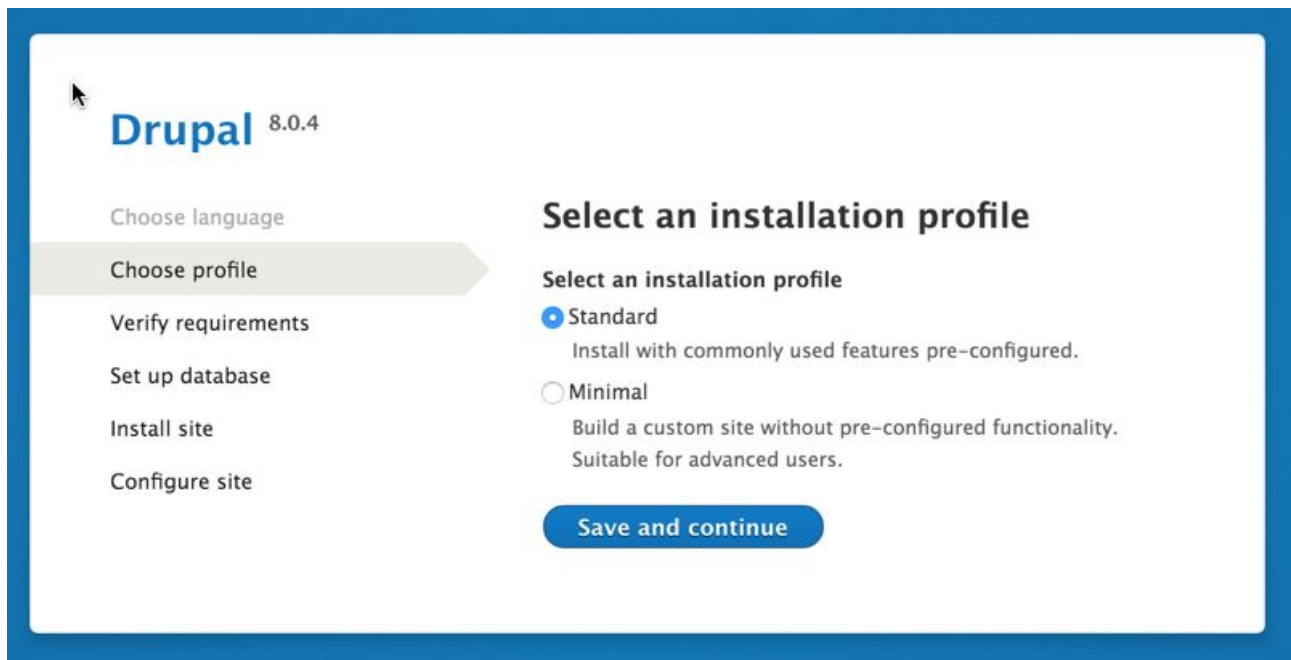 Drupal 8.0.4
Choose language
Choose profile
Verify requirements
Set up database
Install site
Configure site
Select an installation profile
Select an installation profile
Standard
Install with commonly used features pre-configured.
Minimal
Build a custom site without pre-configured functionality.
Suitable for advanced users.
Save and continue